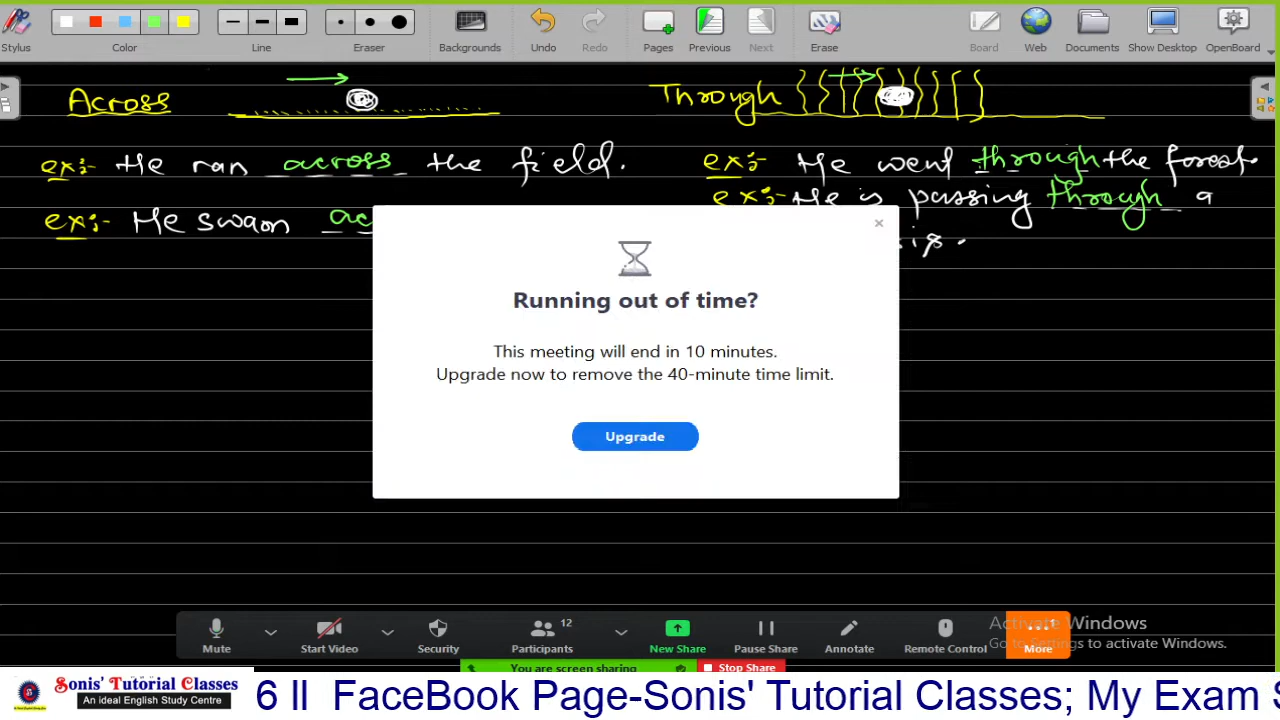 Stylus Color Line Eraser Backgrounds Undo Redo Pages Previous Next Erase Board Web Documents Show Desktop OpenBoard
Across
Through
ex:- He ran across the field.
ex:- He went through the forest.
ex:- He swam ac
ex:- He is passing through a
Running out of time?
This meeting will end in 10 minutes.
Upgrade now to remove the 40-minute time limit.
Upgrade
12
Mute Start Video Security Participants New Share Pause Share Annotate Remote Control More
Activate Windows
Go to Settings to activate Windows.
You are screen sharing Stop Share
Sonis' Tutorial Classes
An ideal English Study Centre
6 ll FaceBook Page-Sonis' Tutorial Classes; My Exam S